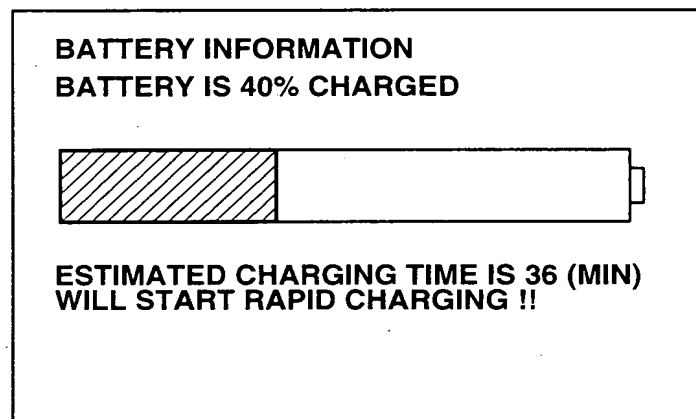 BATTERY INFORMATION
BATTERY IS 40% CHARGED
ESTIMATED CHARGING TIME IS 36 (MIN)
WILL START RAPID CHARGING !!